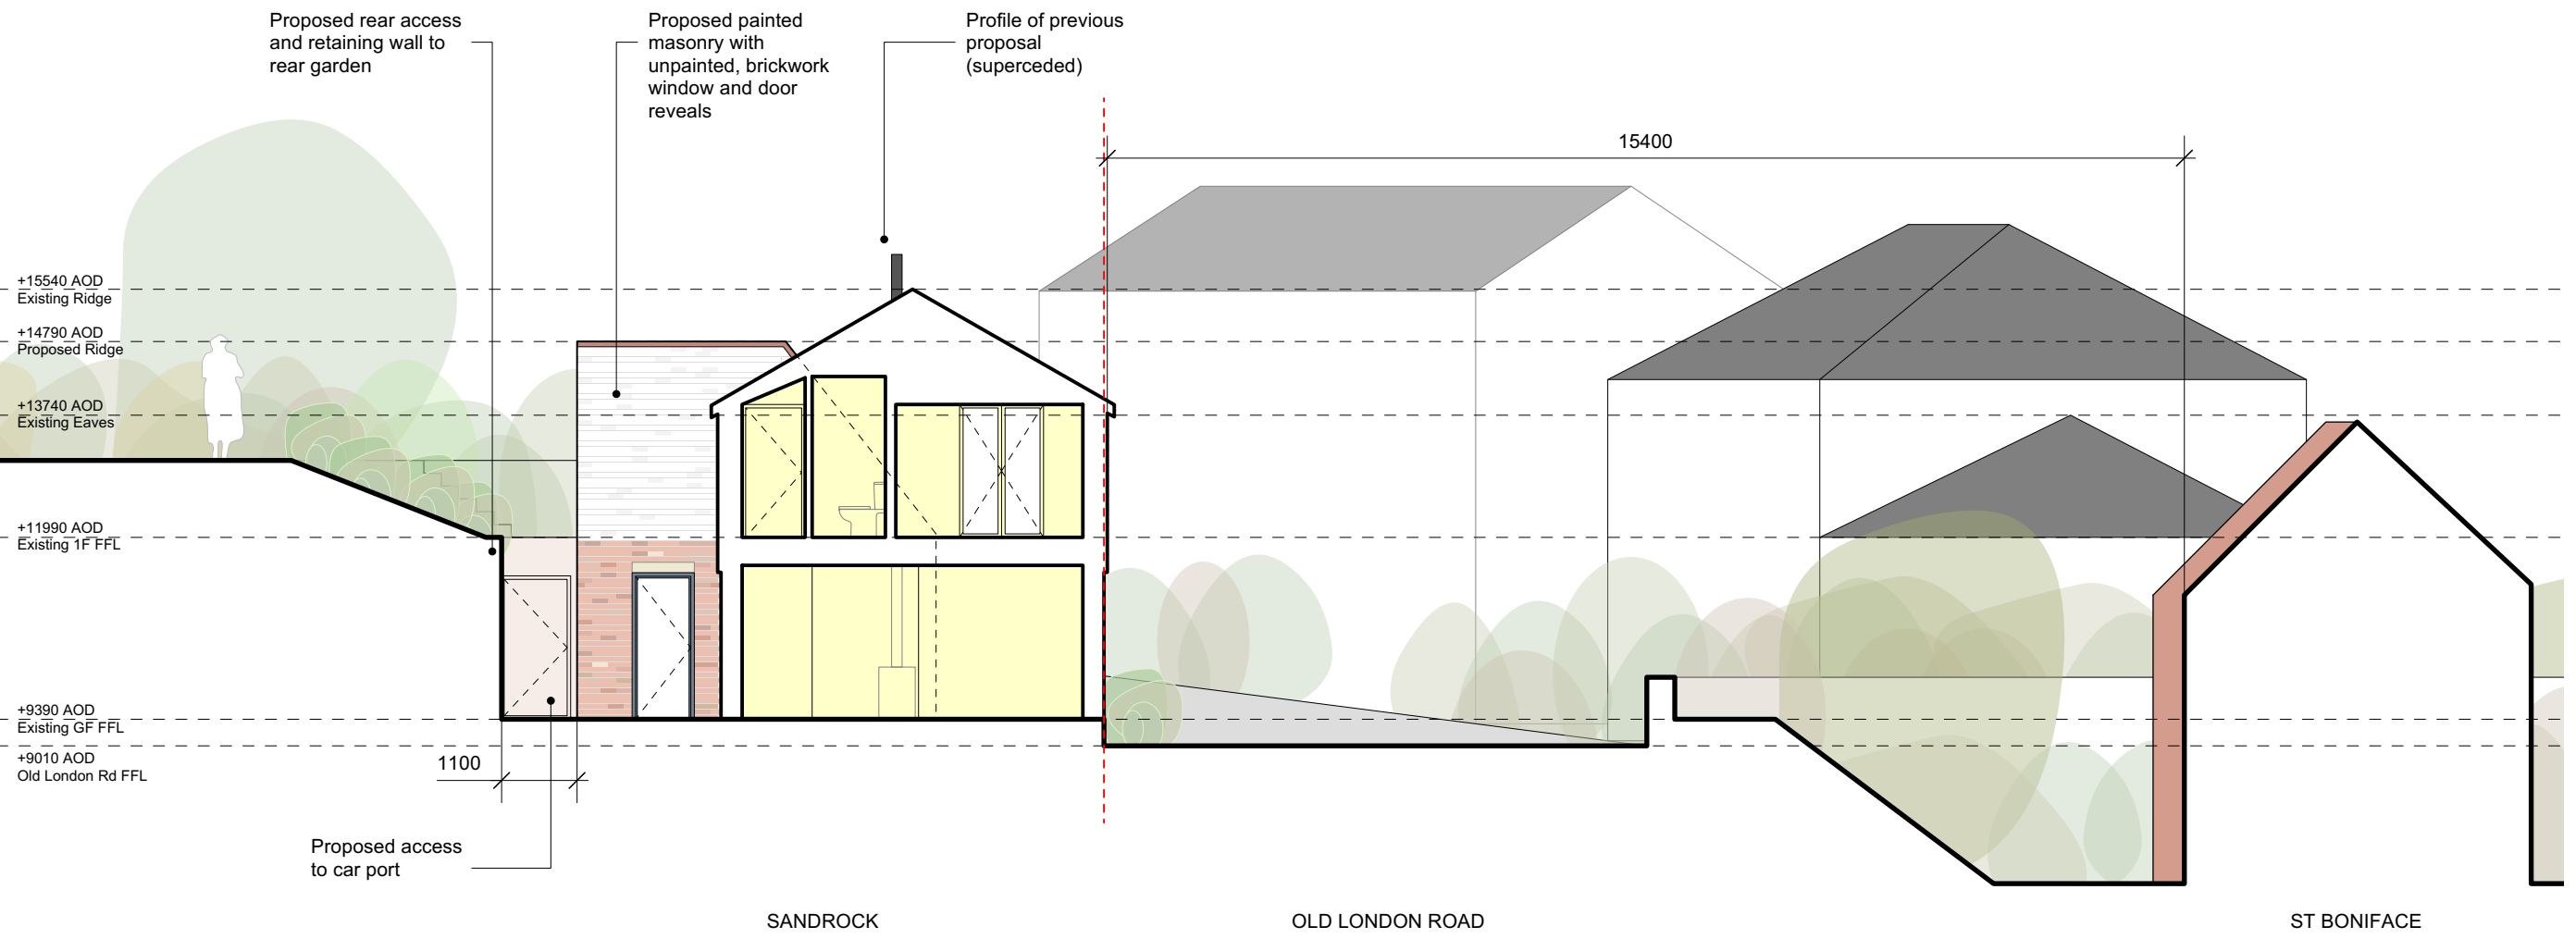 Proposed rear access
and retaining wall to
rear garden
Proposed painted
masonry with
unpainted, brickwork
window and door
reveals
Profile of previous
proposal
(superceded)
15400
+15540 AOD
Existing Ridge
+14790 AOD
Proposed Ridge
+13740 AOD
Existing Eaves
+11990 AOD
Existing 1F FFL
+9390 AOD
Existing GF FFL
+9010 AOD
Old London Rd FFL
1100
Proposed access
to car port
SANDROCK
OLD LONDON ROAD
ST BONIFACE